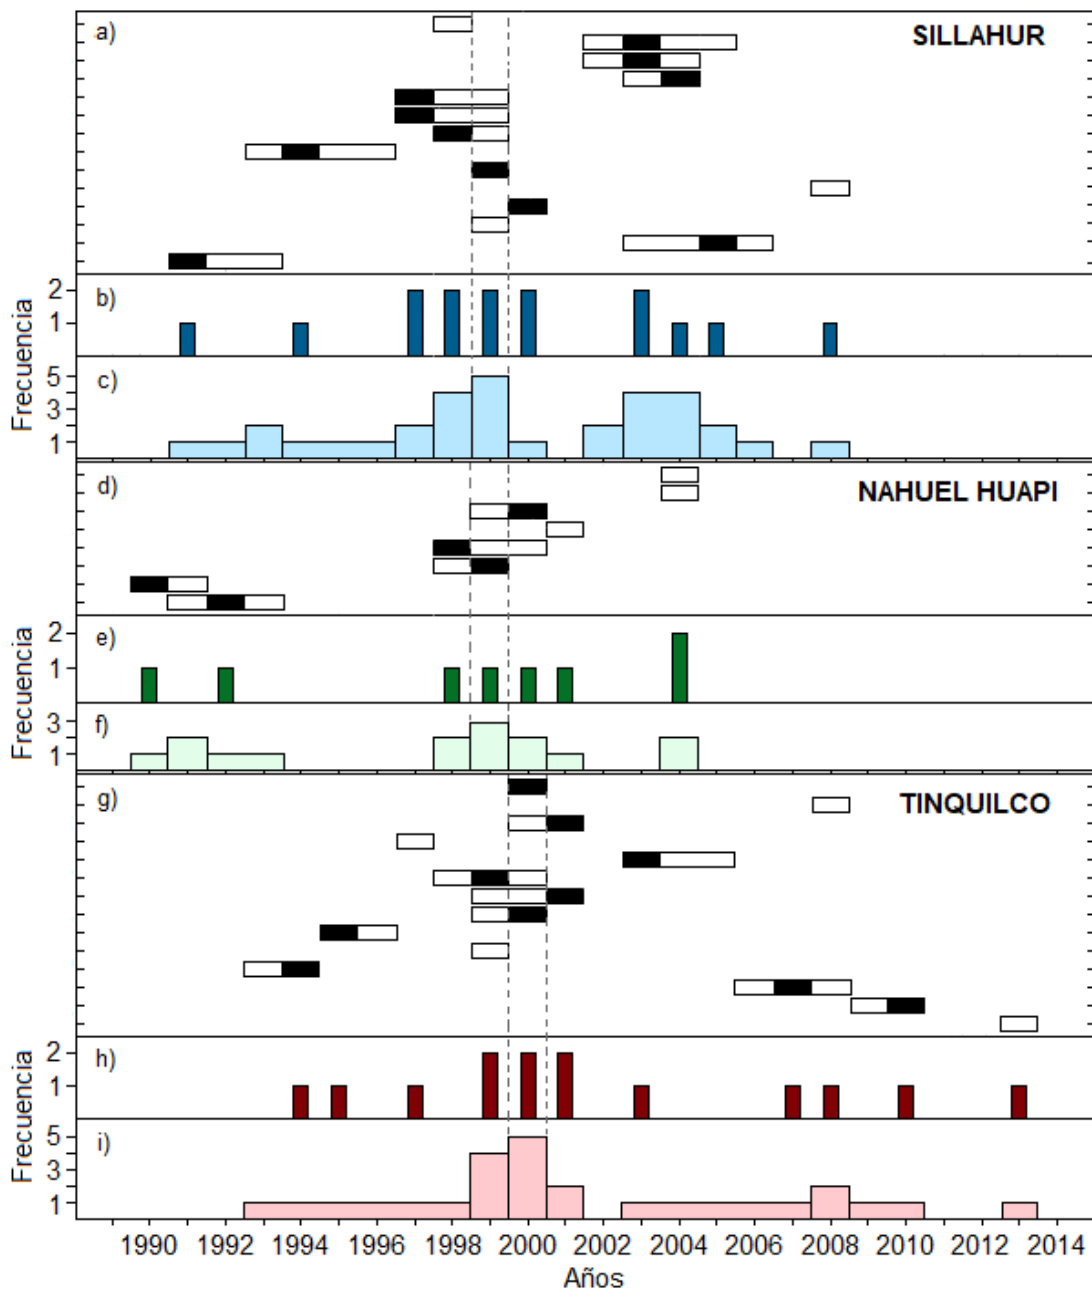 a) SILLAHUR
b)
2
1
Frecuencia
c)
5
3
1
d) NAHUEL HUAPI
e)
2
1
Frecuencia
f)
3
1
g) TINQUILCO
h)
2
1
Frecuencia
i)
5
3
1
1990 1992 1994 1996 1998 2000 2002 2004 2006 2008 2010 2012 2014
Años